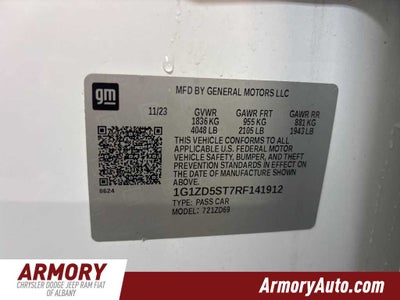 gm
MFD BY GENERAL MOTORS LLC
11/23 GVWR GAWR FRT GAWR RR
1836 KG 955 KG 881 KG
4048 LB 2105 LB 1943 LB
THIS VEHICLE CONFORMS TO ALL
APPLICABLE U.S. FEDERAL MOTOR
VEHICLE SAFETY, BUMPER, AND THEFT
PREVENTION STANDARDS IN EFFECT ON THE
DATE OF MANUFACTURE SHOWN ABOVE.
8624
1G1ZD5ST7RF141912
TYPE: PASS CAR
MODEL: 721ZD69
ARMORY
CHRYSLER DODGE JEEP RAM FIAT
OF ALBANY
ArmoryAuto.com